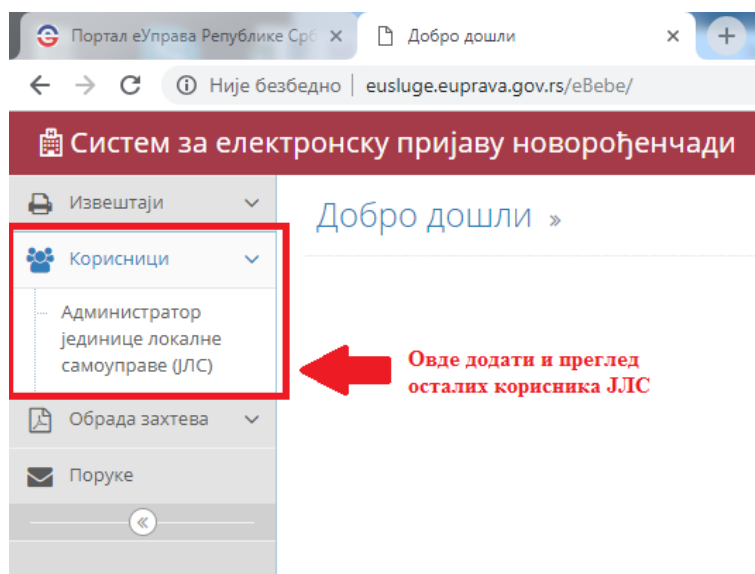 Портал еУправа Републике Срб
Добро дошли
Није безбедно | eusluge.euprava.gov.rs/eBebe/
Систем за електронску пријаву новорођенчади
Извештаји
Добро дошли »
Корисници
Администратор
јединице локалне
самоуправе (ЈЛС)
Овде додати и преглед
осталих корисника ЈЛС
Обрада захтева
Поруке